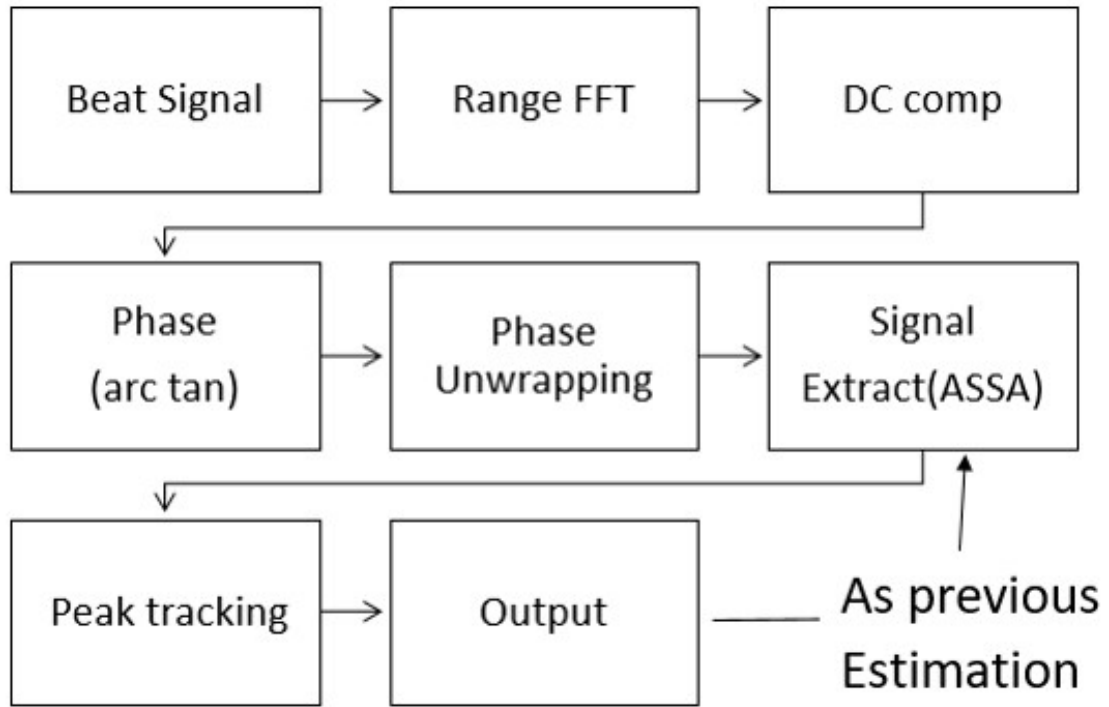 Beat Signal
Range FFT
DC comp
Phase
(arc tan)
Phase
Unwrapping
Signal
Extract(ASSA)
Peak tracking
Output
As previous
Estimation